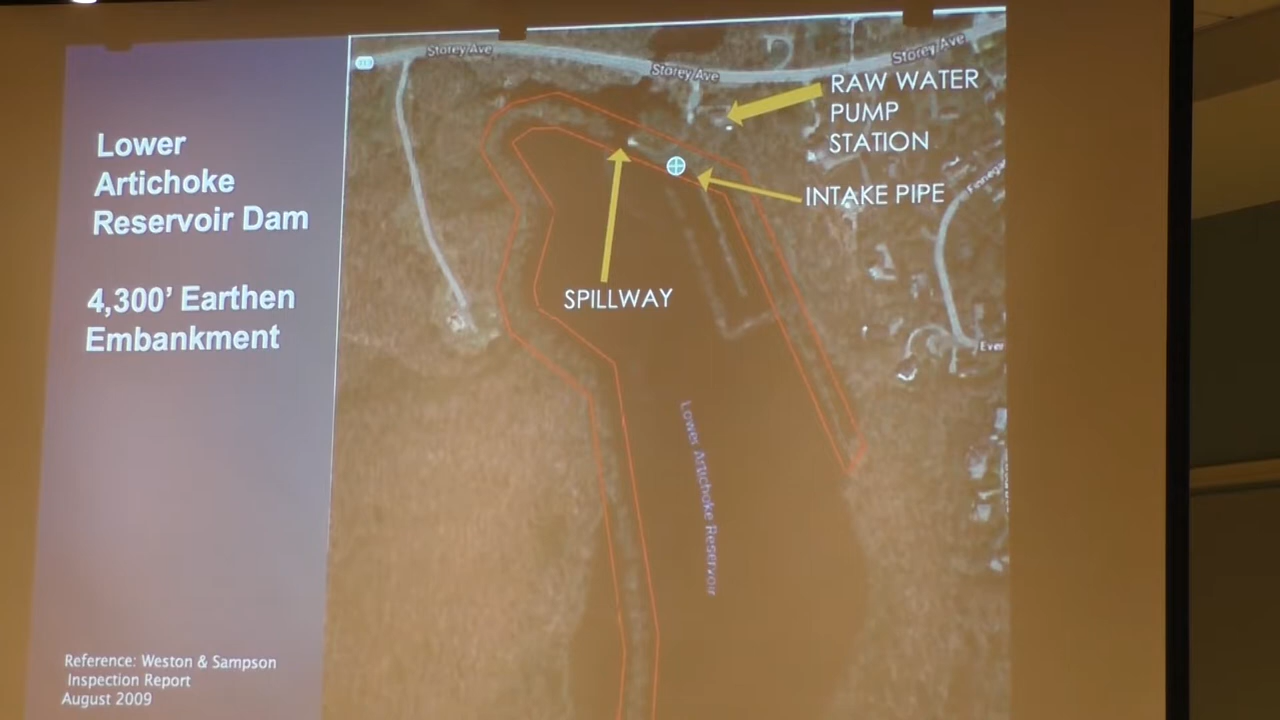 Lower
Artichoke
Reservoir Dam
4,300' Earthen
Embankment
Reference: Weston & Sampson
Inspection Report
August 2009
Storey Ave
Storey Ave
Storey Ave
113
RAW WATER
PUMP
STATION
INTAKE PIPE
SPILLWAY
Lower Artichoke Reservoir